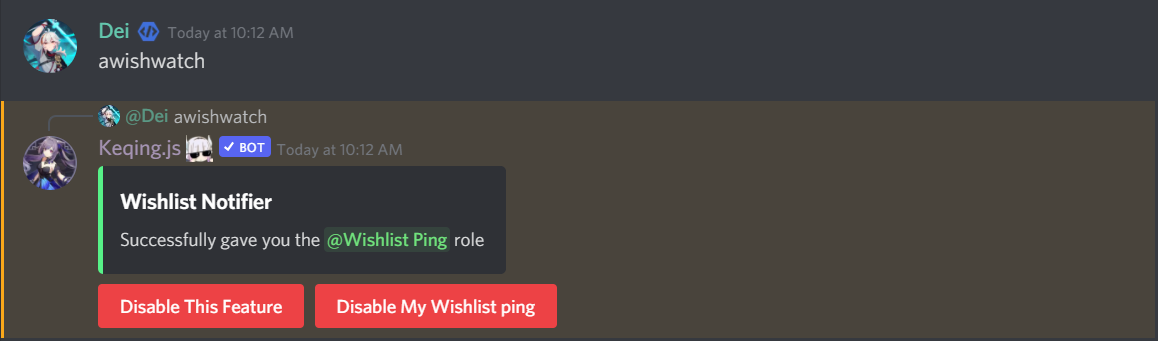 Dei Today at 10:12 AM
awishwatch
@Dei awishwatch
Keqing.js BOT Today at 10:12 AM
Wishlist Notifier
Successfully gave you the @Wishlist Ping role
Disable This Feature Disable My Wishlist ping